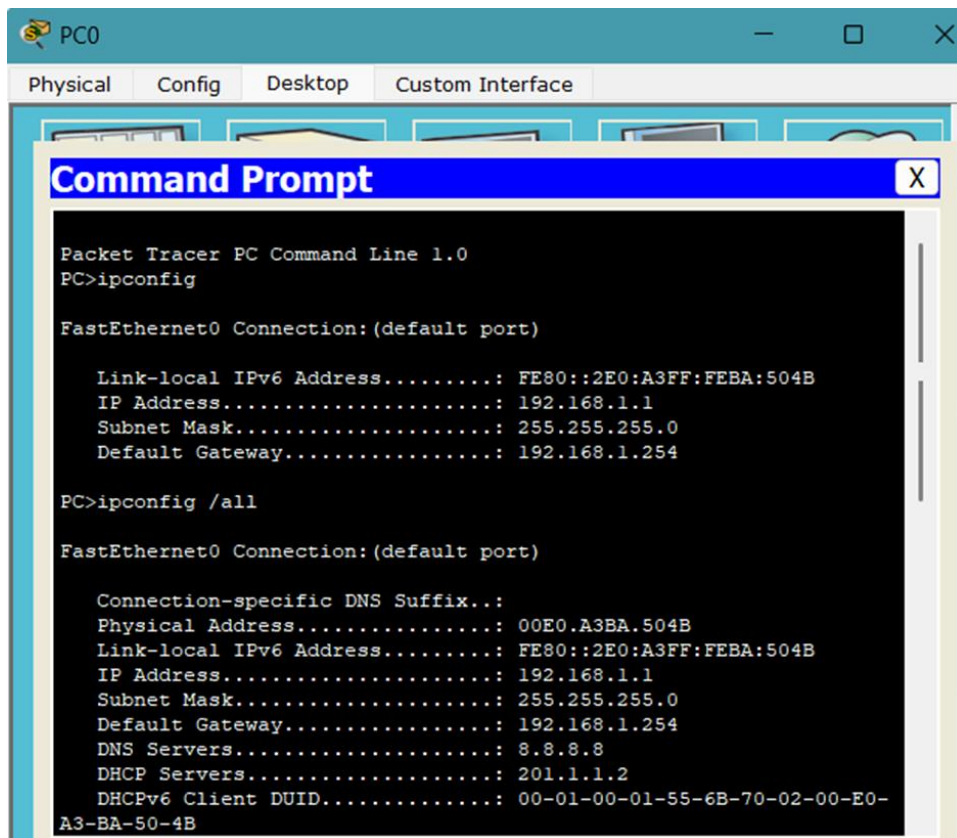 PC0
Physical Config Desktop Custom Interface
Command Prompt X
Packet Tracer PC Command Line 1.0
PC>ipconfig
FastEthernet0 Connection:(default port)
Link-local IPv6 Address.........: FE80::2E0:A3FF:FEBA:504B
IP Address......................: 192.168.1.1
Subnet Mask.....................: 255.255.255.0
Default Gateway.................: 192.168.1.254
PC>ipconfig /all
FastEthernet0 Connection:(default port)
Connection-specific DNS Suffix..:
Physical Address................: 00E0.A3BA.504B
Link-local IPv6 Address.........: FE80::2E0:A3FF:FEBA:504B
IP Address......................: 192.168.1.1
Subnet Mask.....................: 255.255.255.0
Default Gateway.................: 192.168.1.254
DNS Servers.....................: 8.8.8.8
DHCP Servers....................: 201.1.1.2
DHCPv6 Client DUID..............: 00-01-00-01-55-6B-70-02-00-E0-
A3-BA-50-4B